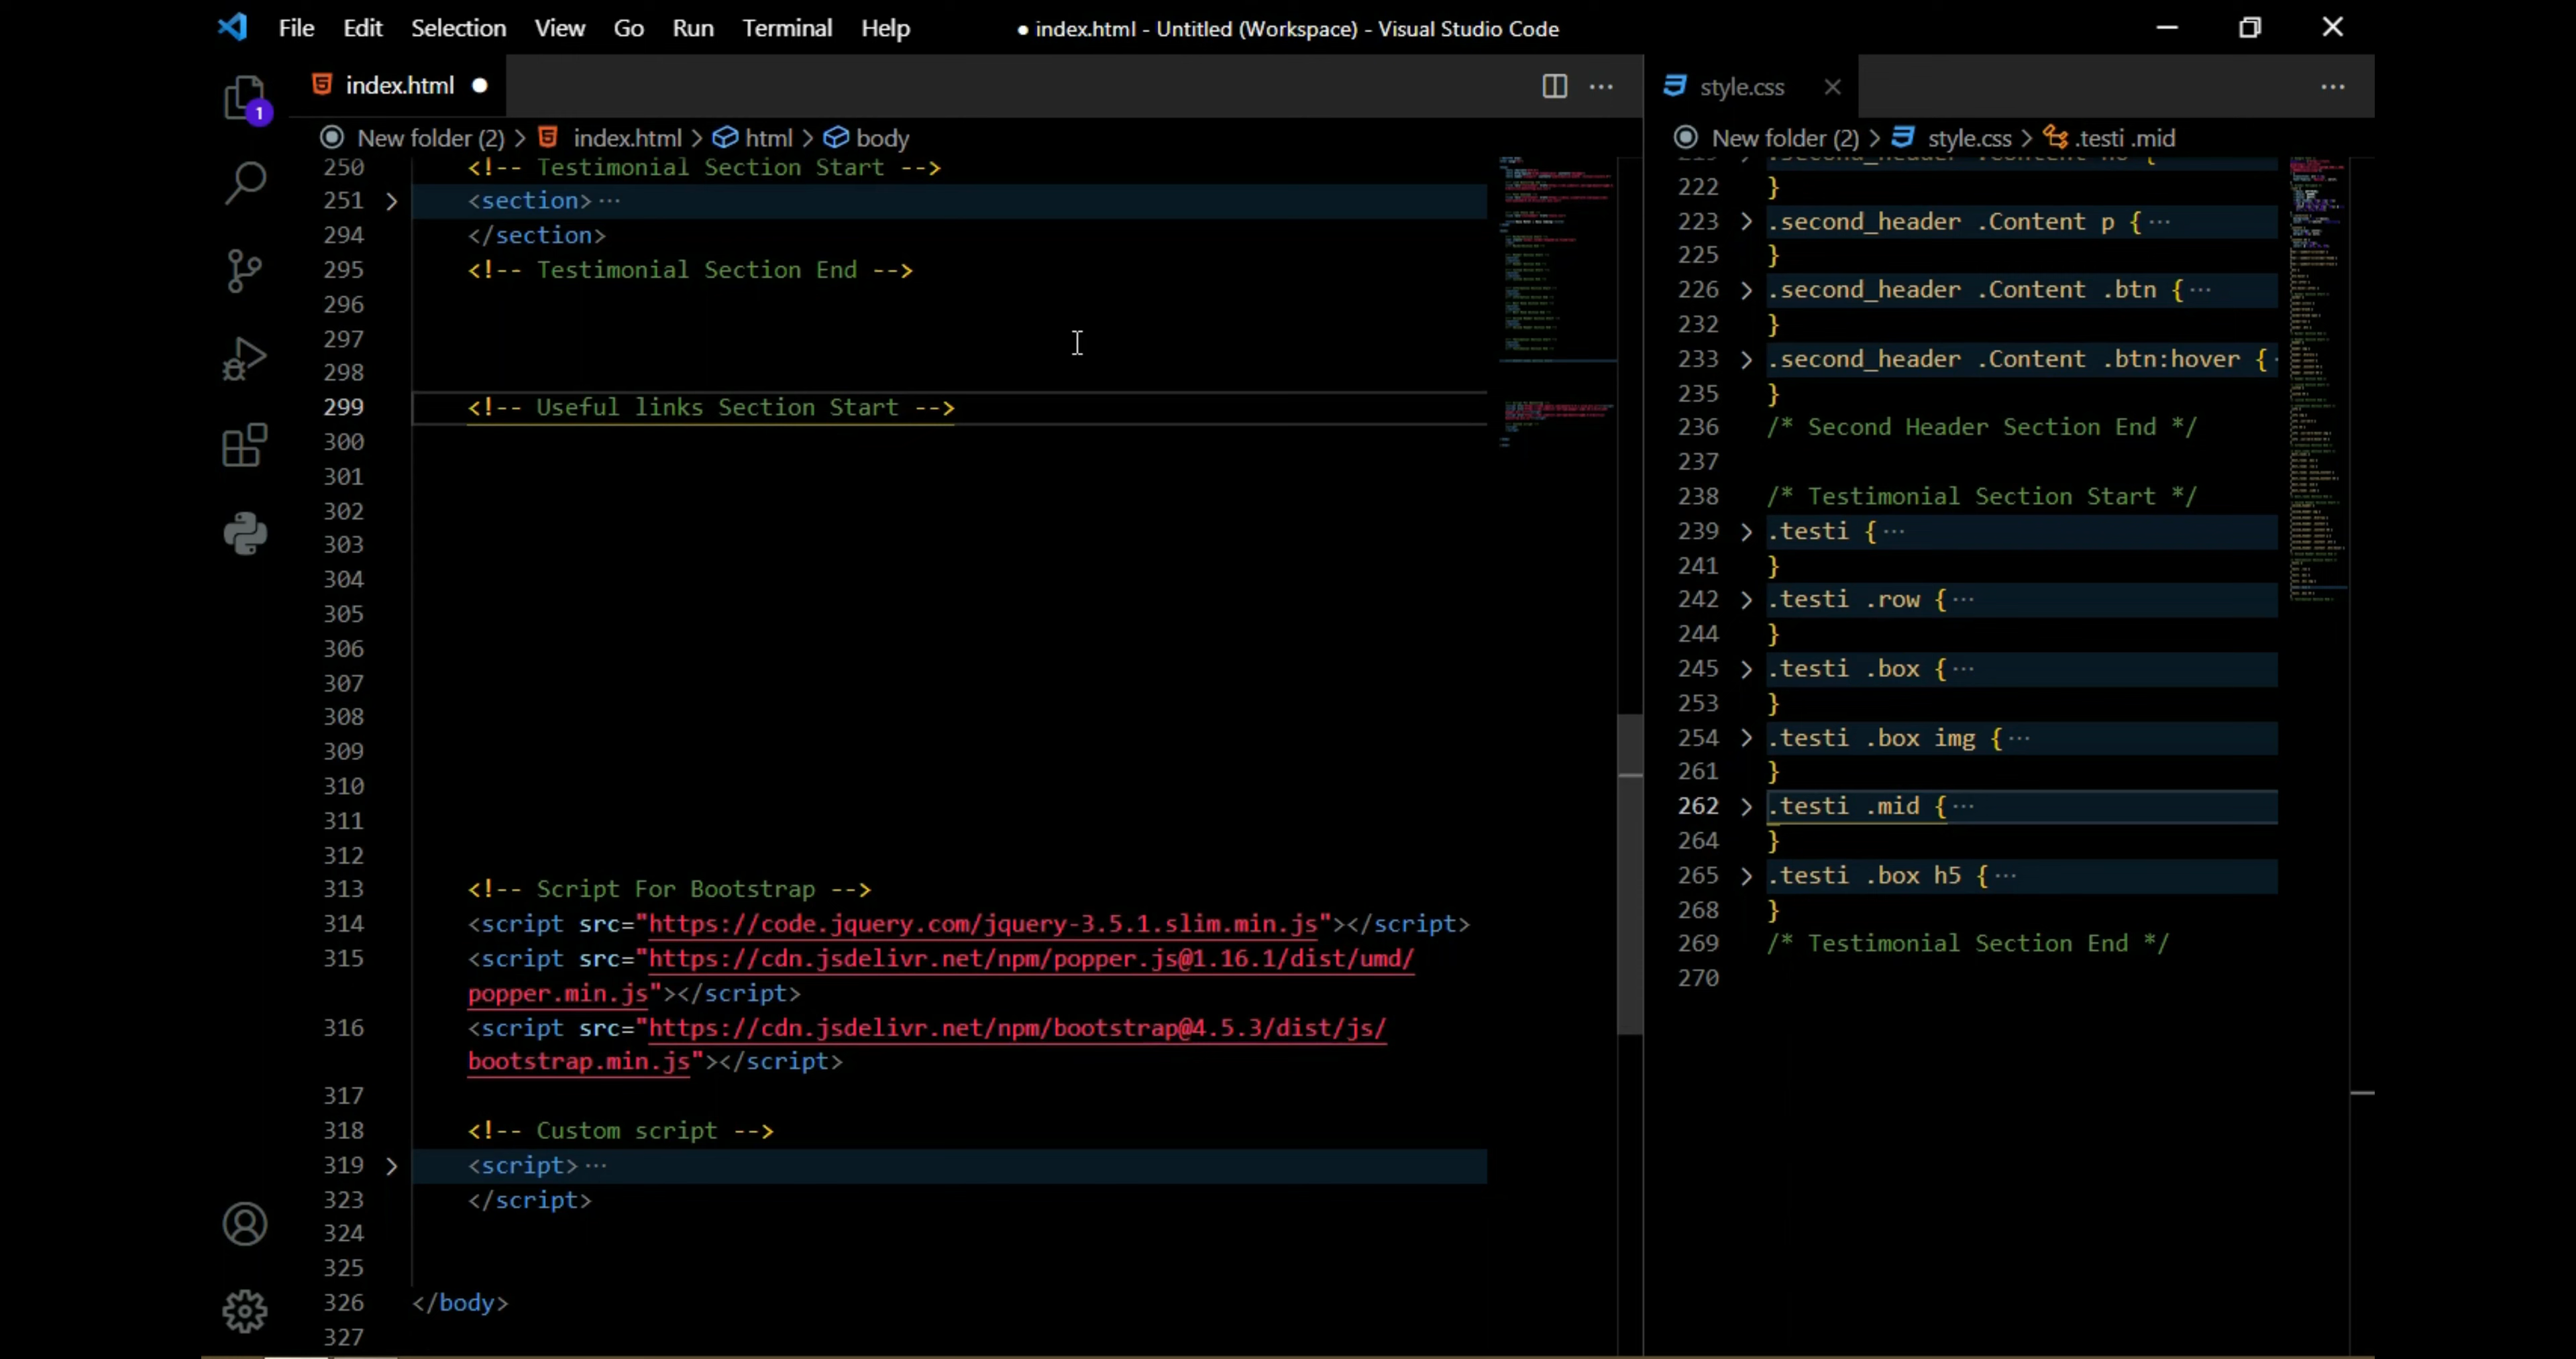 File Edit Selection View Go Run Terminal Help ● index.html - Untitled (Workspace) - Visual Studio Code
index.html ●
New folder (2) > index.html > html > body
1
250 <!-- Testimonial Section Start -->
251 > <section>···
294 </section>
295 <!-- Testimonial Section End -->
296
297
298
299 <!-- Useful links Section Start -->
300
301
302
303
304
305
306
307
308
309
310
311
312
313 <!-- Script For Bootstrap -->
314 <script src="https://code.jquery.com/jquery-3.5.1.slim.min.js"></script>
315 <script src="https://cdn.jsdelivr.net/npm/popper.js@1.16.1/dist/umd/
popper.min.js"></script>
316 <script src="https://cdn.jsdelivr.net/npm/bootstrap@4.5.3/dist/js/
bootstrap.min.js"></script>
317
318 <!-- Custom script -->
319 > <script>···
323 </script>
324
325
326 </body>
327
style.css
New folder (2) > style.css > .testi .mid
222 }
223 > .second_header .Content p {···
225 }
226 > .second_header .Content .btn {···
232 }
233 > .second_header .Content .btn:hover {·
235 }
236 /* Second Header Section End */
237
238 /* Testimonial Section Start */
239 > .testi {···
241 }
242 > .testi .row {···
244 }
245 > .testi .box {···
253 }
254 > .testi .box img {···
261 }
262 > .testi .mid {···
264 }
265 > .testi .box h5 {···
268 }
269 /* Testimonial Section End */
270